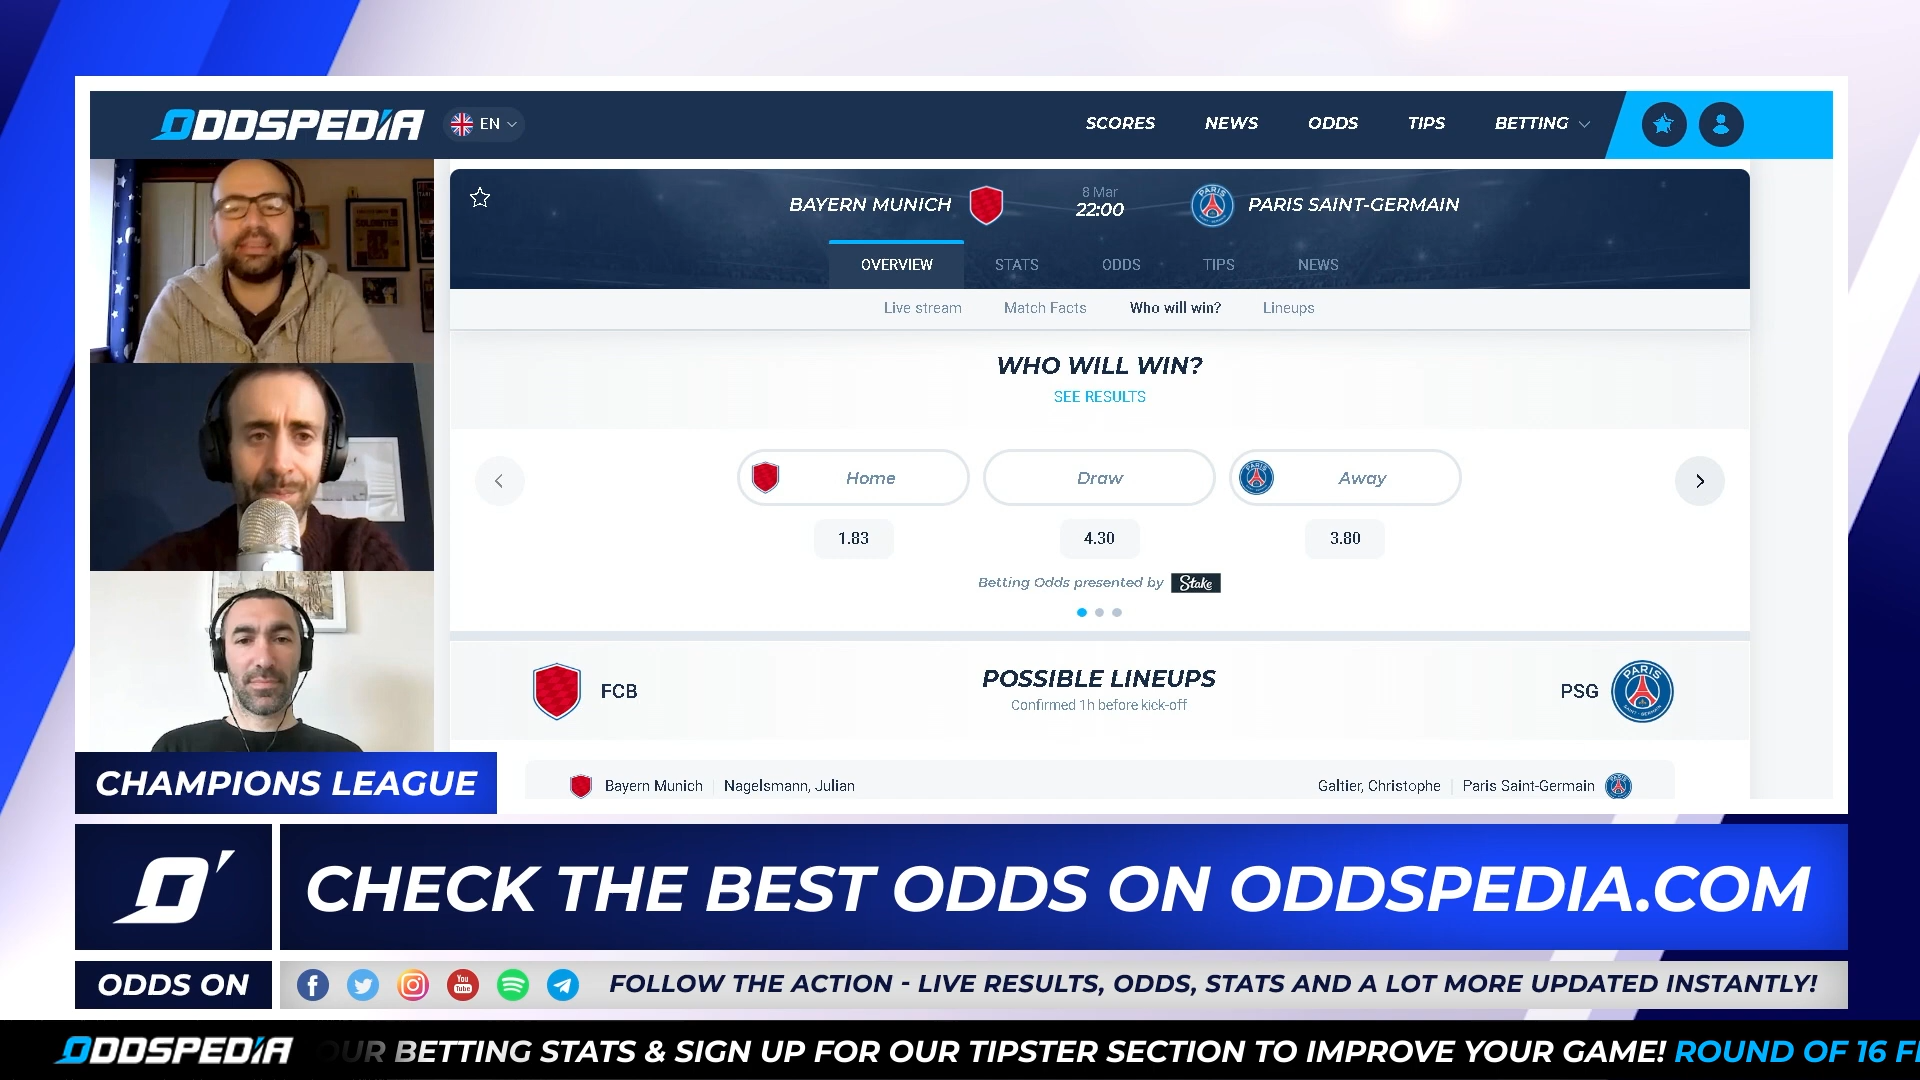 ODDSPEDIA
EN
SCORES NEWS ODDS TIPS BETTING
BAYERN MUNICH
8 Mar
22:00
PARIS SAINT-GERMAIN
OVERVIEW STATS ODDS TIPS NEWS
Live stream Match Facts Who will win? Lineups
WHO WILL WIN?
SEE RESULTS
Home Draw Away
1.83 4.30 3.80
Betting Odds presented by Stake
FCB
POSSIBLE LINEUPS
Confirmed 1h before kick-off
PSG
Bayern Munich Nagelsmann, Julian
Galtier, Christophe Paris Saint-Germain
CHAMPIONS LEAGUE
CHECK THE BEST ODDS ON ODDSPEDIA.COM
ODDS ON
FOLLOW THE ACTION - LIVE RESULTS, ODDS, STATS AND A LOT MORE UPDATED INSTANTLY!
ODDSPEDIA OUR BETTING STATS & SIGN UP FOR OUR TIPSTER SECTION TO IMPROVE YOUR GAME! ROUND OF 16